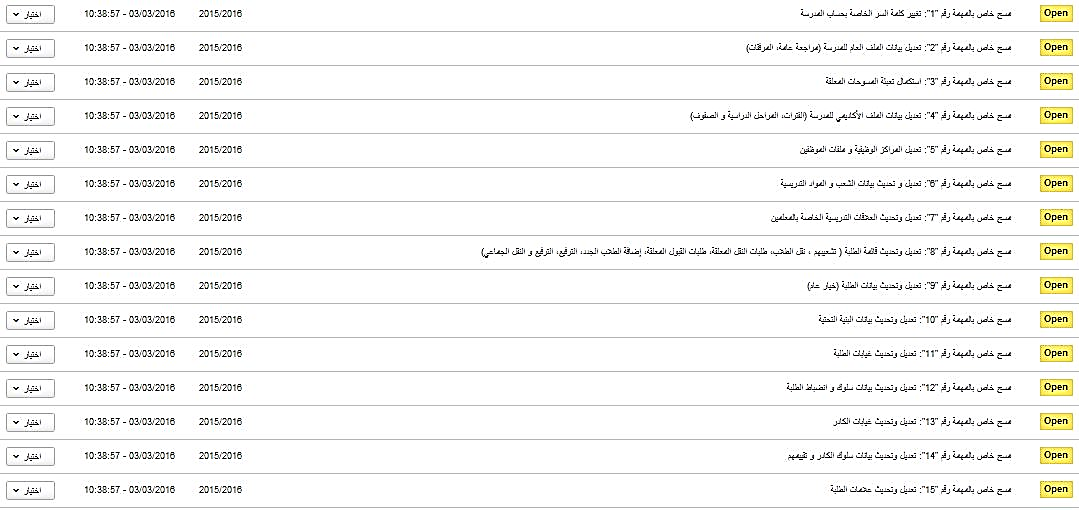 Open مسح خاص بالمهمة رقم "1": تغيير كلمة السر الخاصة بحساب المدرسة 2015/2016 10:38:57 - 03/03/2016 اختيار
Open مسح خاص بالمهمة رقم "2": تعديل بيانات الملف العام للمدرسة (مراجعة عامة، المرفقات) 2015/2016 10:38:57 - 03/03/2016 اختيار
Open مسح خاص بالمهمة رقم "3": استكمال تعبئة المسوحات المعلقة 2015/2016 10:38:57 - 03/03/2016 اختيار
Open مسح خاص بالمهمة رقم "4": تعديل بيانات الملف الأكاديمي للمدرسة (الفترات، المراحل الدراسية و الصفوف) 2015/2016 10:38:57 - 03/03/2016 اختيار
Open مسح خاص بالمهمة رقم "5": تعديل المراكز الوظيفية و ملفات الموظفين 2015/2016 10:38:57 - 03/03/2016 اختيار
Open مسح خاص بالمهمة رقم "6": تعديل و تحديث بيانات الشعب و المواد التدريسية 2015/2016 10:38:57 - 03/03/2016 اختيار
Open مسح خاص بالمهمة رقم "7": تعديل وتحديث العلاقات التدريسية الخاصة بالمعلمين 2015/2016 10:38:57 - 03/03/2016 اختيار
Open مسح خاص بالمهمة رقم "8": تعديل وتحديث قائمة الطلبة ( تشعيبهم ، نقل الطلاب، طلبات النقل المعلقة، طلبات القبول المعلقة، إضافة الطلاب الجدد، الترفيع، الترفيع و النقل الجماعي) 2015/2016 10:38:57 - 03/03/2016 اختيار
Open مسح خاص بالمهمة رقم "9": تعديل وتحديث بيانات الطلبة (خيار عام) 2015/2016 10:38:57 - 03/03/2016 اختيار
Open مسح خاص بالمهمة رقم "10": تعديل وتحديث بيانات البنية التحتية 2015/2016 10:38:57 - 03/03/2016 اختيار
Open مسح خاص بالمهمة رقم "11": تعديل وتحديث غيابات الطلبة 2015/2016 10:38:57 - 03/03/2016 اختيار
Open مسح خاص بالمهمة رقم "12": تعديل وتحديث بيانات سلوك و انضباط الطلبة 2015/2016 10:38:57 - 03/03/2016 اختيار
Open مسح خاص بالمهمة رقم "13": تعديل وتحديث غيابات الكادر 2015/2016 10:38:57 - 03/03/2016 اختيار
Open مسح خاص بالمهمة رقم "14": تعديل وتحديث بيانات سلوك الكادر و تقييمهم 2015/2016 10:38:57 - 03/03/2016 اختيار
Open مسح خاص بالمهمة رقم "15": تعديل وتحديث علامات الطلبة 2015/2016 10:38:57 - 03/03/2016 اختيار